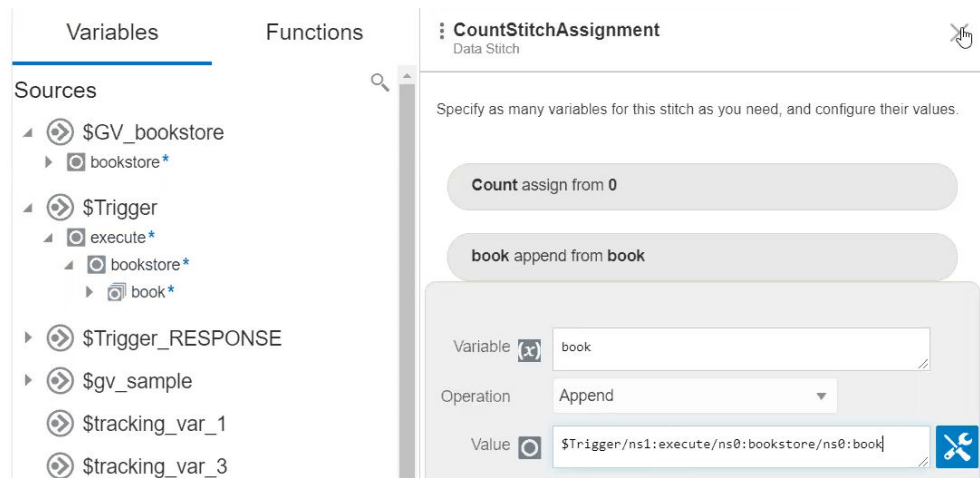 Variables
Functions
Sources
$GV_bookstore
bookstore*
$Trigger
execute*
bookstore*
book*
$Trigger_RESPONSE
$gv_sample
$tracking_var_1
$tracking_var_3
CountStitchAssignment
Data Stitch
Specify as many variables for this stitch as you need, and configure their values.
Count assign from 0
book append from book
Variable (x) book
Operation Append
Value $Trigger/ns1:execute/ns0:bookstore/ns0:book